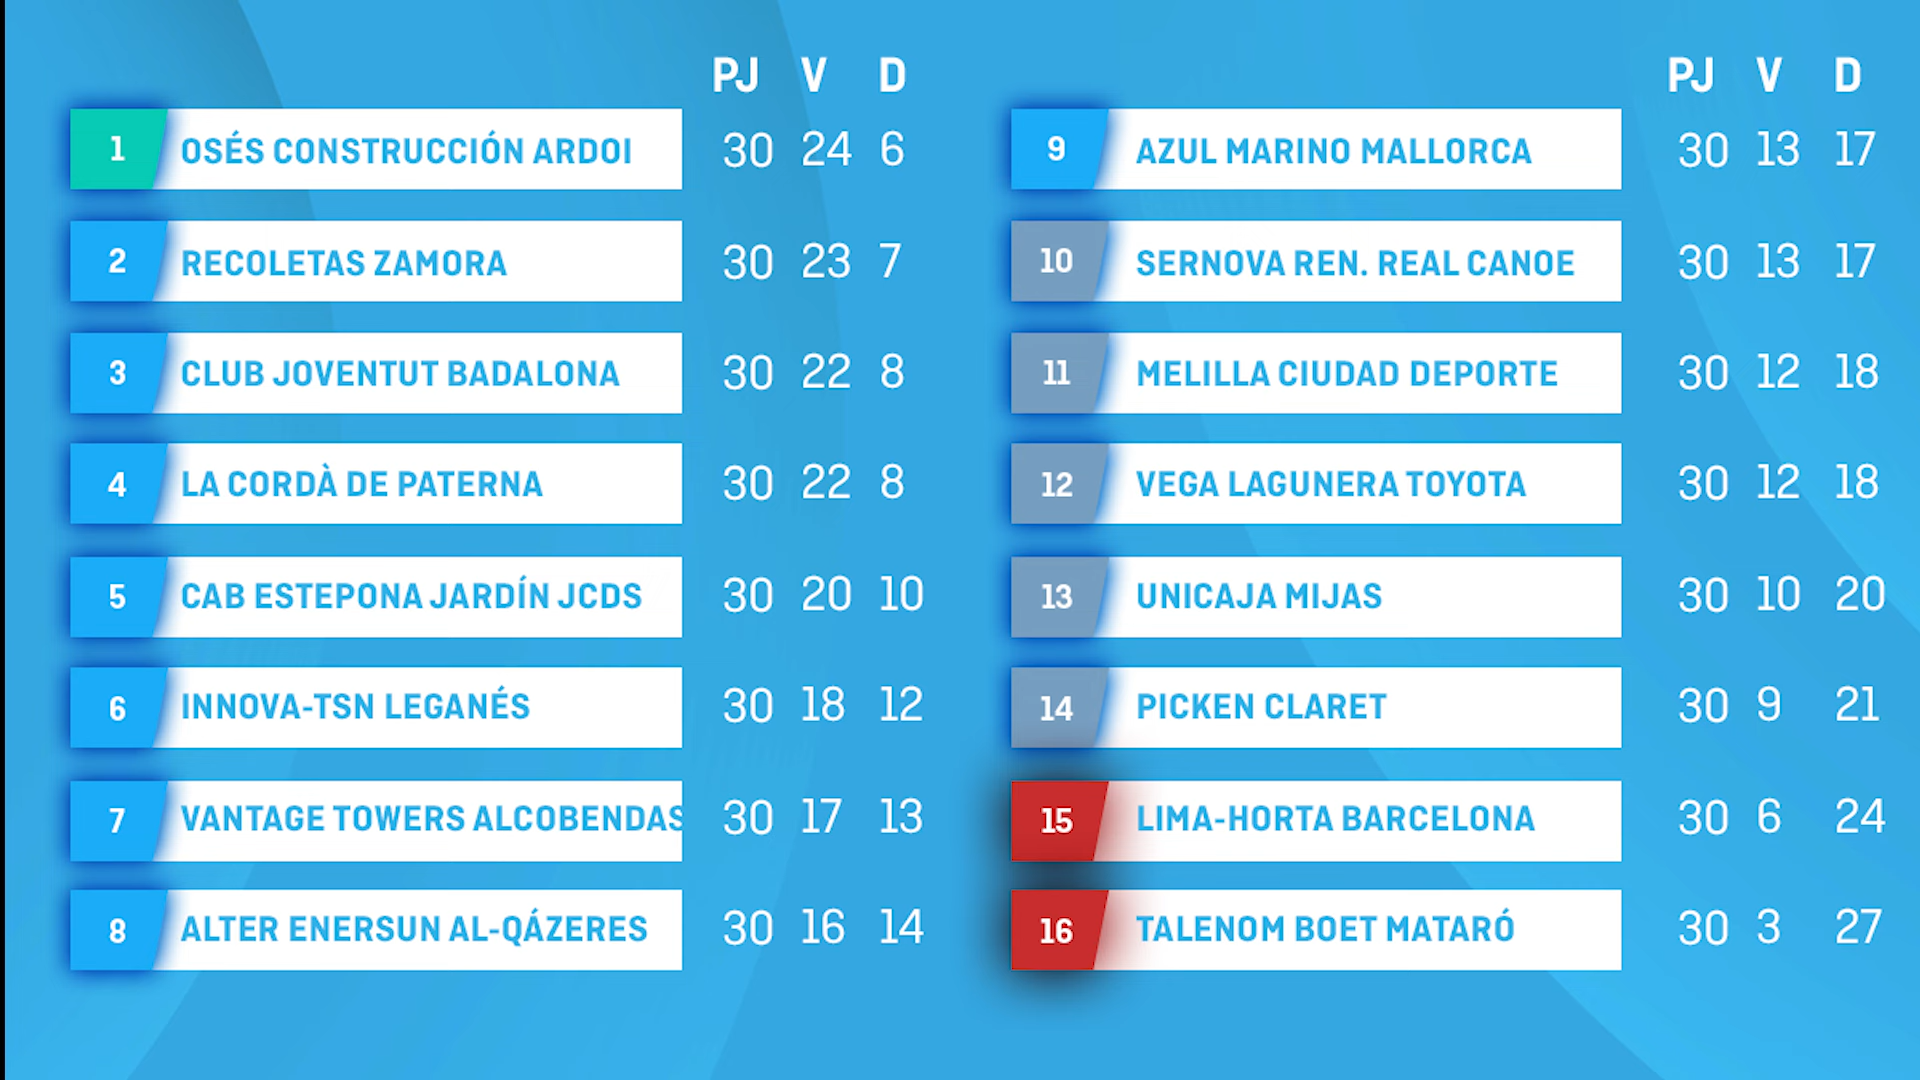 PJ V D
1 OSÉS CONSTRUCCIÓN ARDOI 30 24 6
2 RECOLETAS ZAMORA 30 23 7
3 CLUB JOVENTUT BADALONA 30 22 8
4 LA CORDÀ DE PATERNA 30 22 8
5 CAB ESTEPONA JARDÍN JCDS 30 20 10
6 INNOVA-TSN LEGANÉS 30 18 12
7 VANTAGE TOWERS ALCOBENDAS 30 17 13
8 ALTER ENERSUN AL-QÁZERES 30 16 14
PJ V D
9 AZUL MARINO MALLORCA 30 13 17
10 SERNOVA REN. REAL CANOE 30 13 17
11 MELILLA CIUDAD DEPORTE 30 12 18
12 VEGA LAGUNERA TOYOTA 30 12 18
13 UNICAJA MIJAS 30 10 20
14 PICKEN CLARET 30 9 21
15 LIMA-HORTA BARCELONA 30 6 24
16 TALENOM BOET MATARÓ 30 3 27